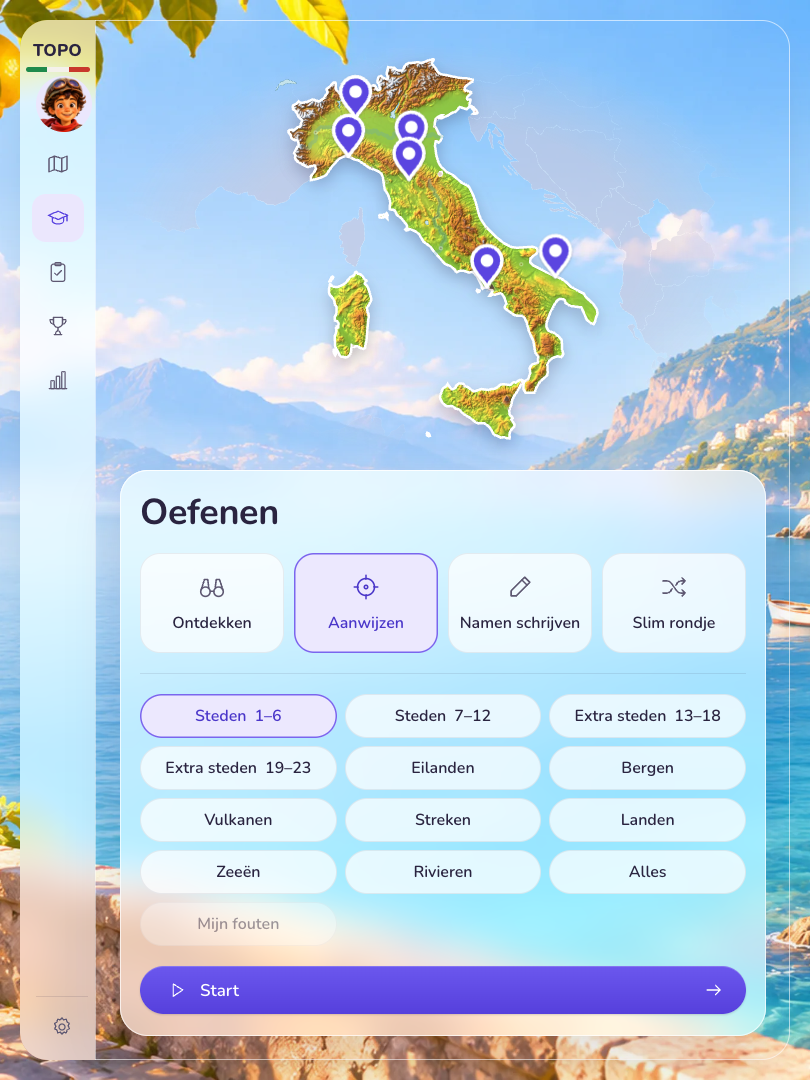 TOPO
Oefenen
Ontdekken
Aanwijzen
Namen schrijven
Slim rondje
Steden 1–6
Steden 7–12
Extra steden 13–18
Extra steden 19–23
Eilanden
Bergen
Vulkanen
Streken
Landen
Zeeën
Rivieren
Alles
Mijn fouten
Start